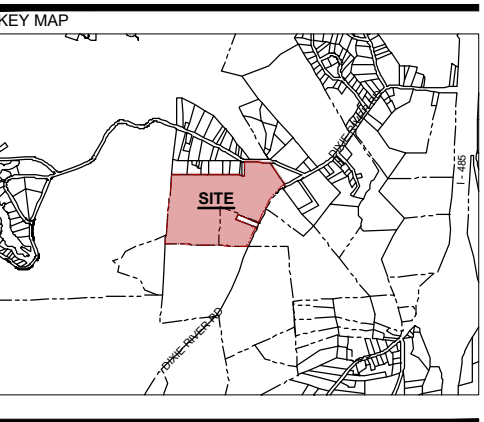 KEY MAP
DIXIE RIVER RD
I - 485
SITE
DIXIE RIVER RD